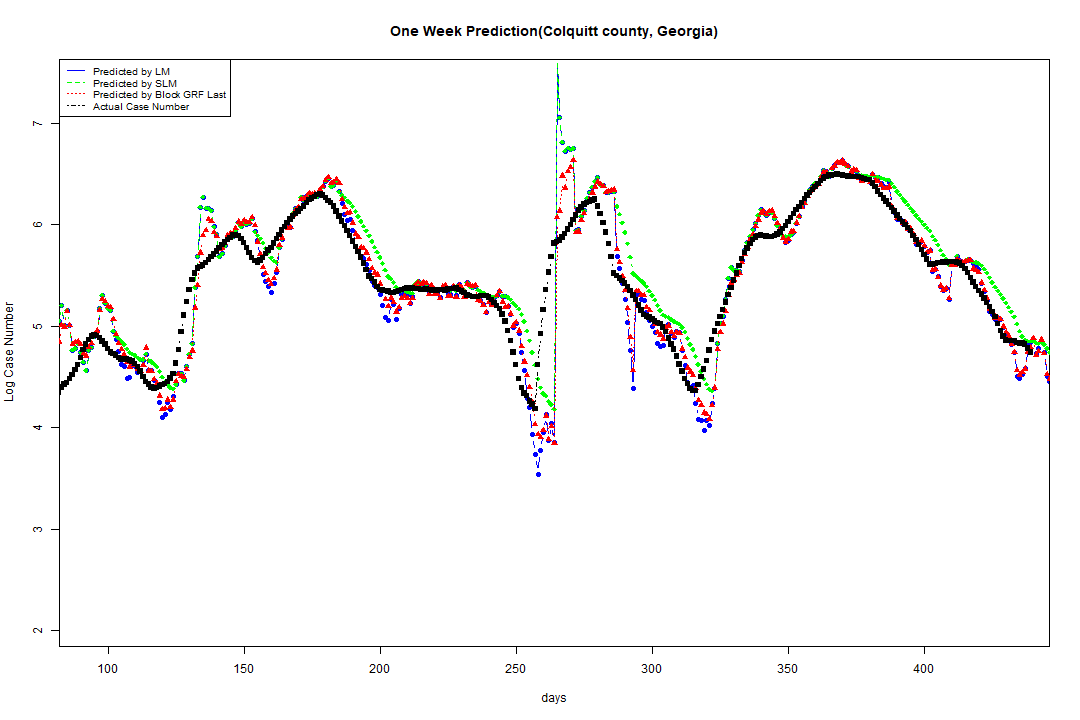 One Week Prediction(Colquitt county, Georgia)
Predicted by LM
Predicted by SLM
Predicted by Block GRF Last
Actual Case Number
7
6
5
4
3
2
Log Case Number
100 150 200 250 300 350 400
days